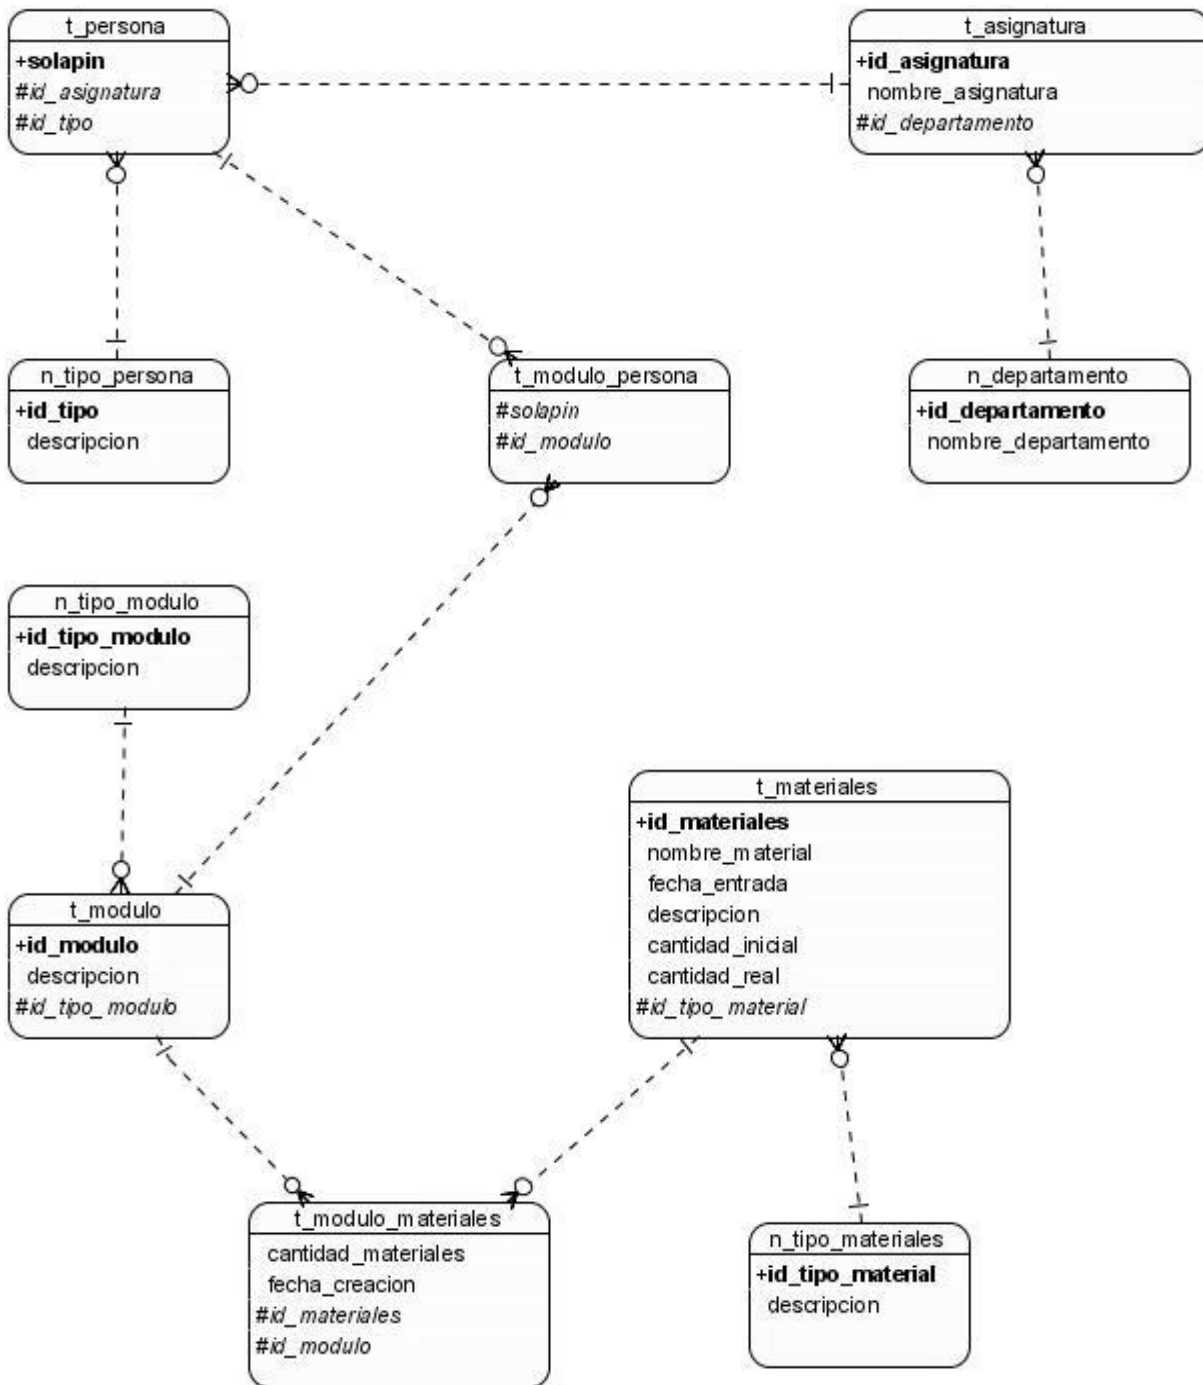 t_persona
+solapin
#id_asignatura
#id_tipo
t_asignatura
+id_asignatura
nombre_asignatura
#id_departamento
n_tipo_persona
+id_tipo
descripcion
t_modulo_persona
#solapin
#id_modulo
n_departamento
+id_departamento
nombre_departamento
n_tipo_modulo
+id_tipo_modulo
descripcion
t_materiales
+id_materiales
nombre_material
fecha_entrada
descripcion
cantidad_inicial
cantidad_real
#id_tipo_material
t_modulo
+id_modulo
descripcion
#id_tipo_modulo
t_modulo_materiales
cantidad_materiales
fecha_creacion
#id_materiales
#id_modulo
n_tipo_materiales
+id_tipo_material
descripcion